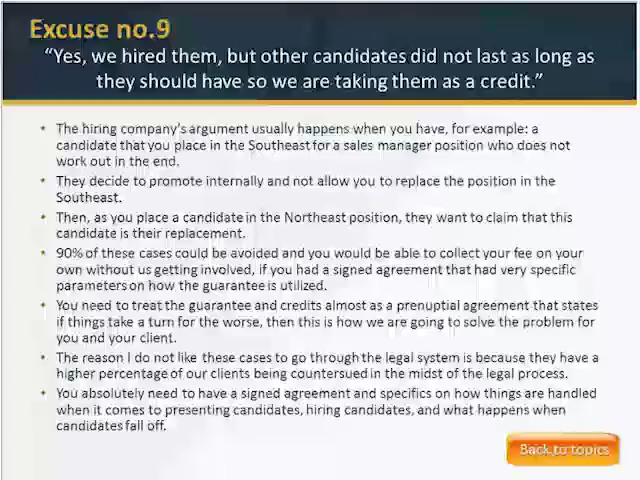 Excuse no.9
“Yes, we hired them, but other candidates did not last as long as
they should have so we are taking them as a credit.”
• The hiring company's argument usually happens when you have, for example: a
candidate that you place in the Southeast for a sales manager position who does not
work out in the end.
• They decide to promote internally and not allow you to replace the position in the
Southeast.
• Then, as you place a candidate in the Northeast position, they want to claim that this
candidate is their replacement.
• 90% of these cases could be avoided and you would be able to collect your fee on your
own without us getting involved, if you had a signed agreement that had very specific
parameters on how the guarantee is utilized.
• You need to treat the guarantee and credits almost as a prenuptial agreement that states
if things take a turn for the worse, then this is how we are going to solve the problem for
you and your client.
• The reason I do not like these cases to go through the legal system is because they have a
higher percentage of our clients being countersued in the midst of the legal process.
• You absolutely need to have a signed agreement and specifics on how things are handled
when it comes to presenting candidates, hiring candidates, and what happens when
candidates fall off.
Back to topics